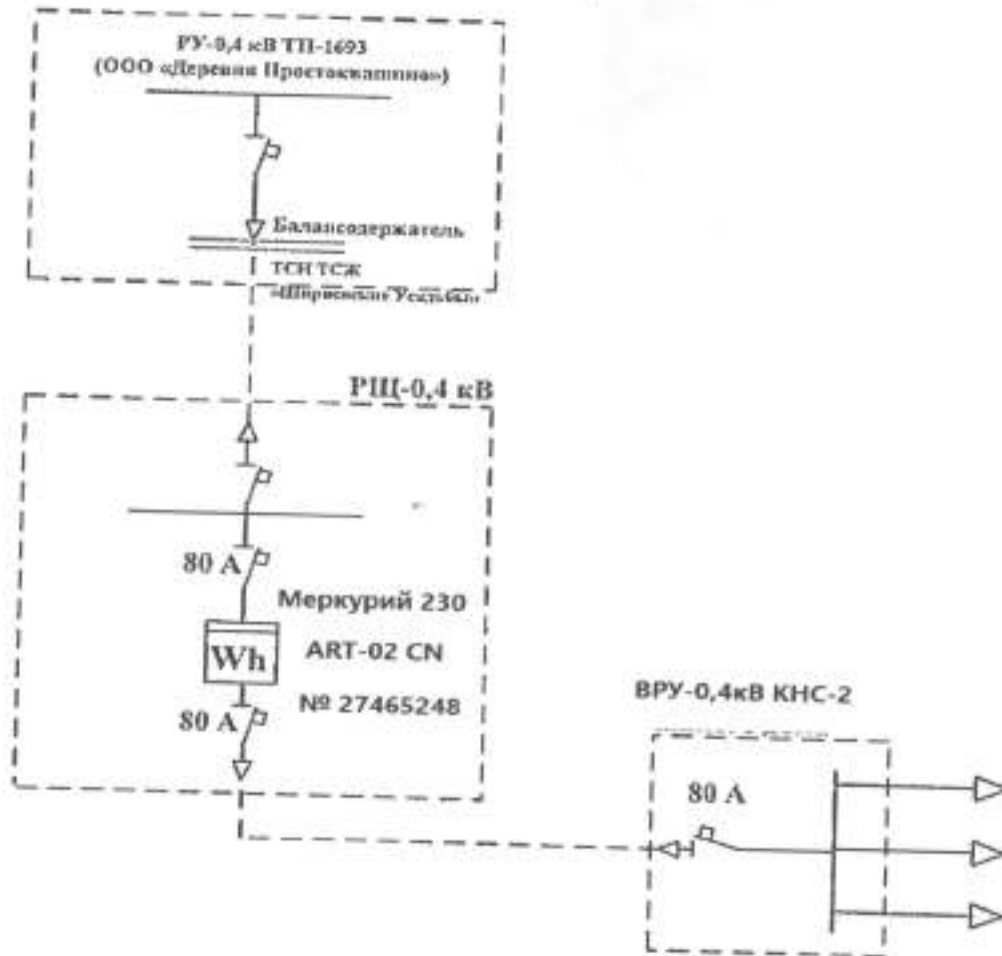 РУ-0,4 кВ ТП-1693
(ООО «Деревня Простоквашино»)
Балансодержатель
ТСН ТСЖ
Усадьбы»
РЩ-0,4 кВ
80 А
Меркурий 230
Wh
ART-02 CN
№ 27465248
80 А
ВРУ-0,4кВ КНС-2
80 А